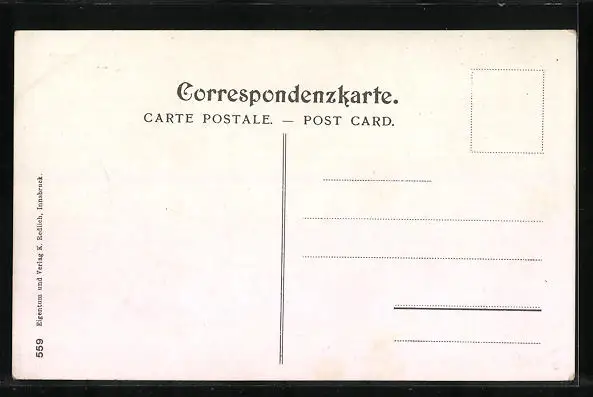 Correspondenzkarte.
CARTE POSTALE. — POST CARD.
559 Eigentum und Verlag K. Redlich, Innsbruck.